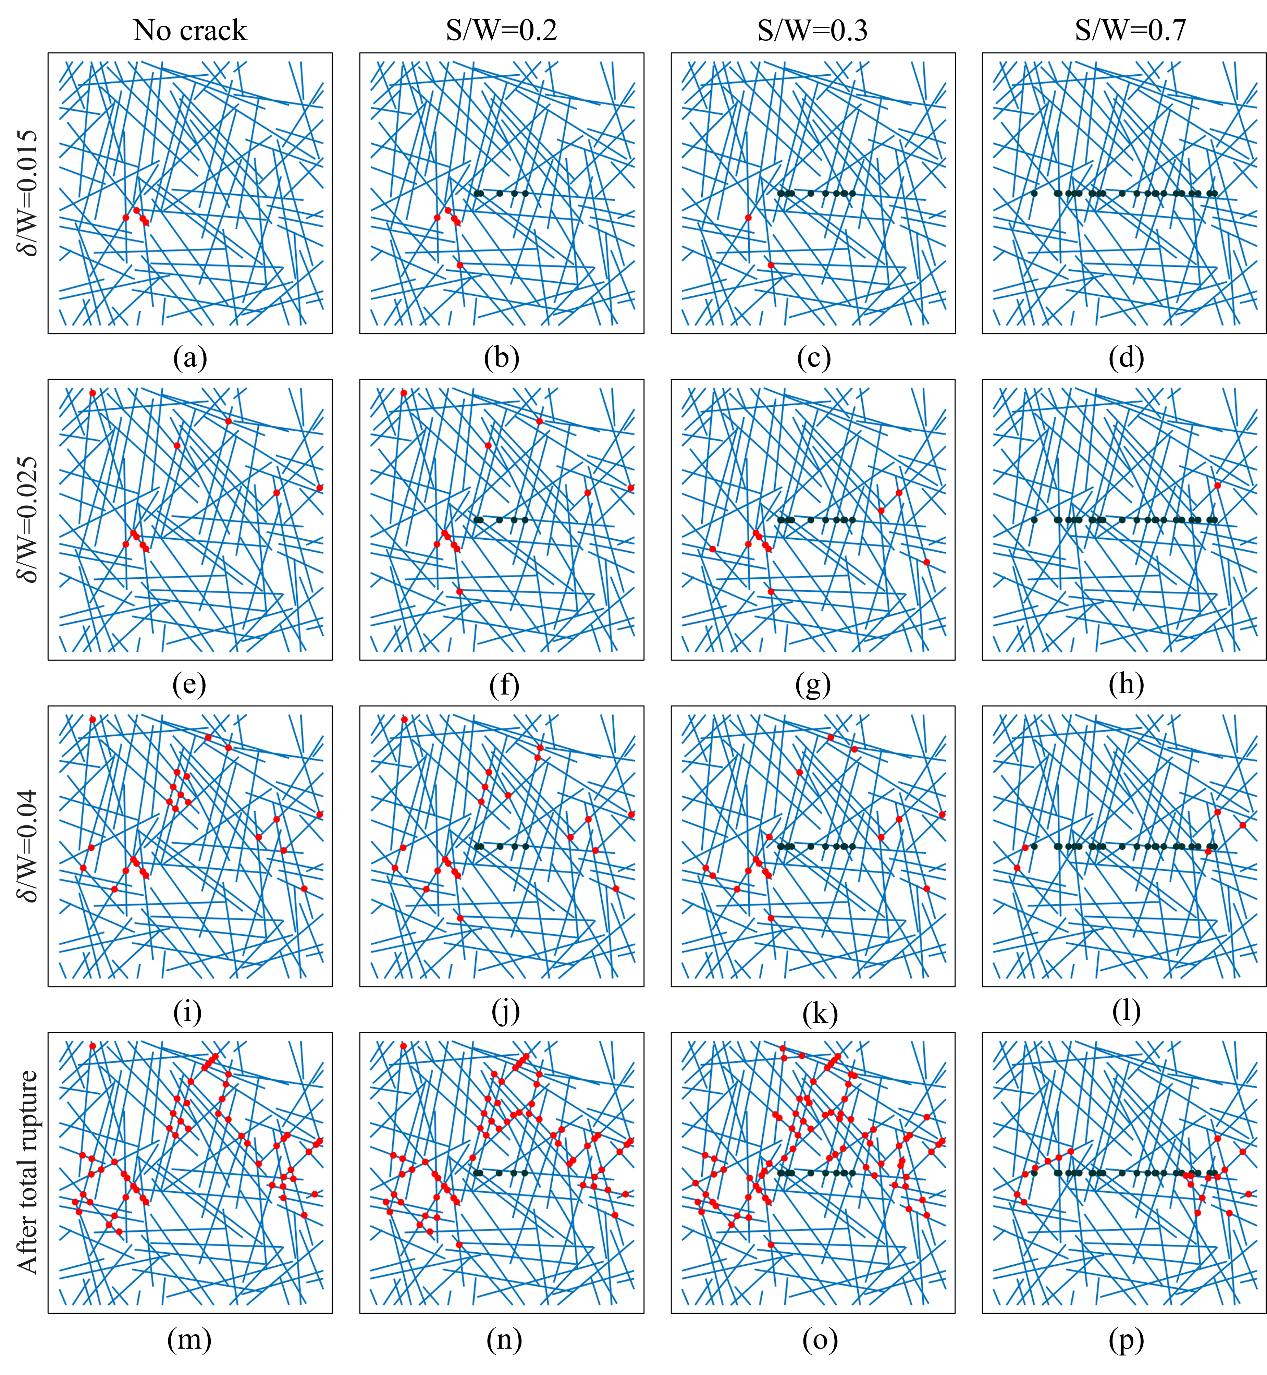 No crack S/W=0.2 S/W=0.3 S/W=0.7
δ/W=0.015
(a) (b) (c) (d)
δ/W=0.025
(e) (f) (g) (h)
δ/W=0.04
(i) (j) (k) (l)
After total rupture
(m) (n) (o) (p)